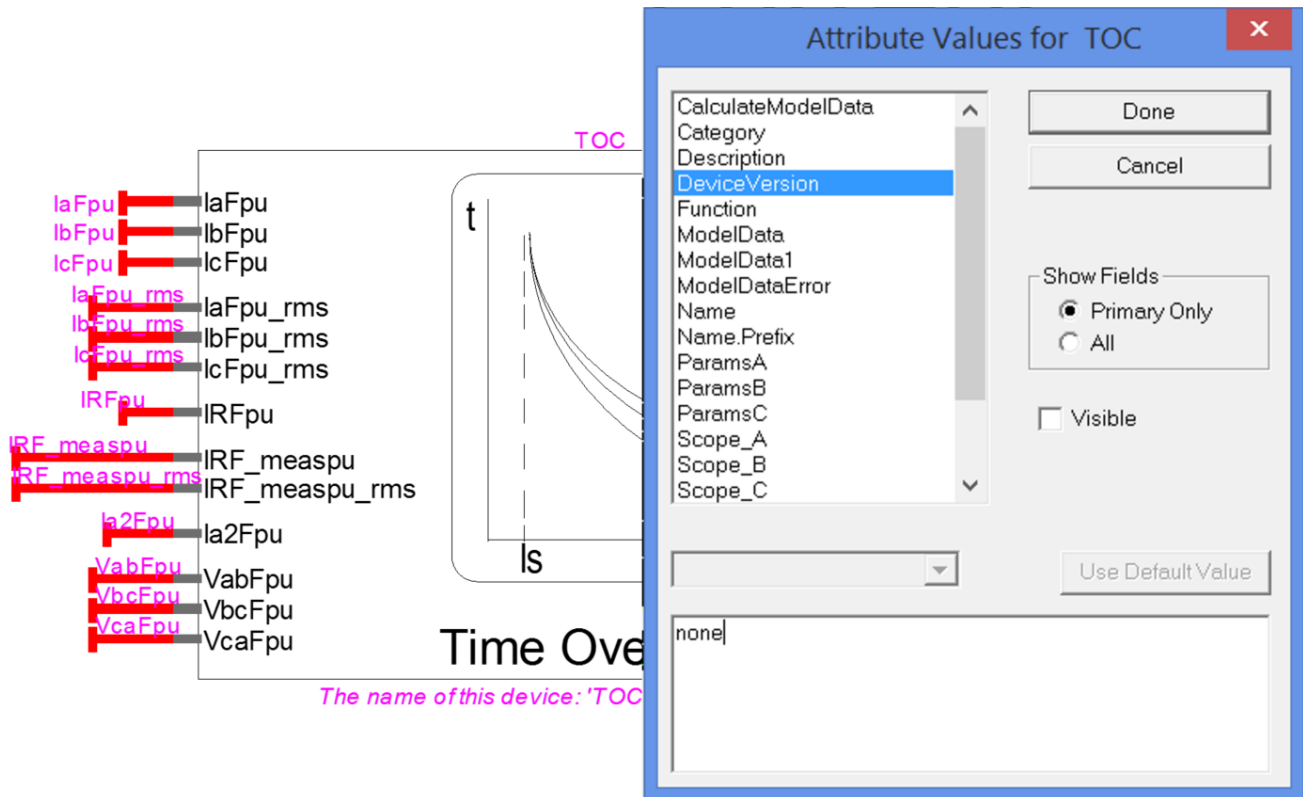 TOC
IaFpu
IaFpu
IbFpu
IbFpu
IcFpu
IcFpu
IaFpu_rms
IaFpu_rms
IbFpu_rms
IbFpu_rms
IcFpu_rms
IcFpu_rms
IRFpu
IRFpu
IRF_measpu
IRF_measpu
IRF_measpu_rms
IRF_measpu_rms
Ia2Fpu
Ia2Fpu
VabFpu
VabFpu
VbcFpu
VbcFpu
VcaFpu
VcaFpu
t
Is
Time Ove
The name of this device: 'TOC
Attribute Values for TOC
CalculateModelData
Category
Description
DeviceVersion
Function
ModelData
ModelData1
ModelDataError
Name
Name.Prefix
ParamsA
ParamsB
ParamsC
Scope_A
Scope_B
Scope_C
Done
Cancel
Show Fields
Primary Only
All
Visible
Use Default Value
none